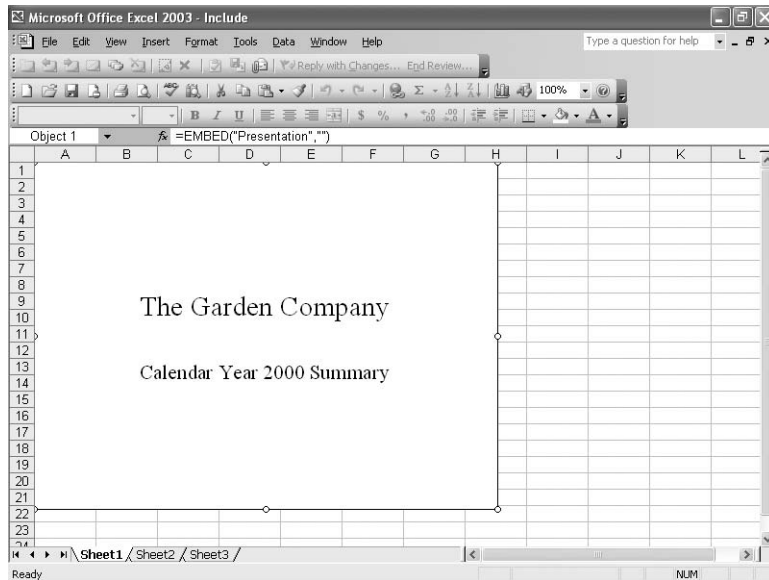 Microsoft Office Excel 2003 - Include
File Edit View Insert Format Tools Data Window Help Type a question for help
Reply with Changes... End Review...
100%
B I U $ % ,
Object 1 fx =EMBED("Presentation","")
A B C D E F G H I J K L
1
2
3
4
5
6
7
8
9
The Garden Company
10
11
12
13
Calendar Year 2000 Summary
14
15
16
17
18
19
20
21
22
23
24
Sheet1 Sheet2 Sheet3
Ready NUM